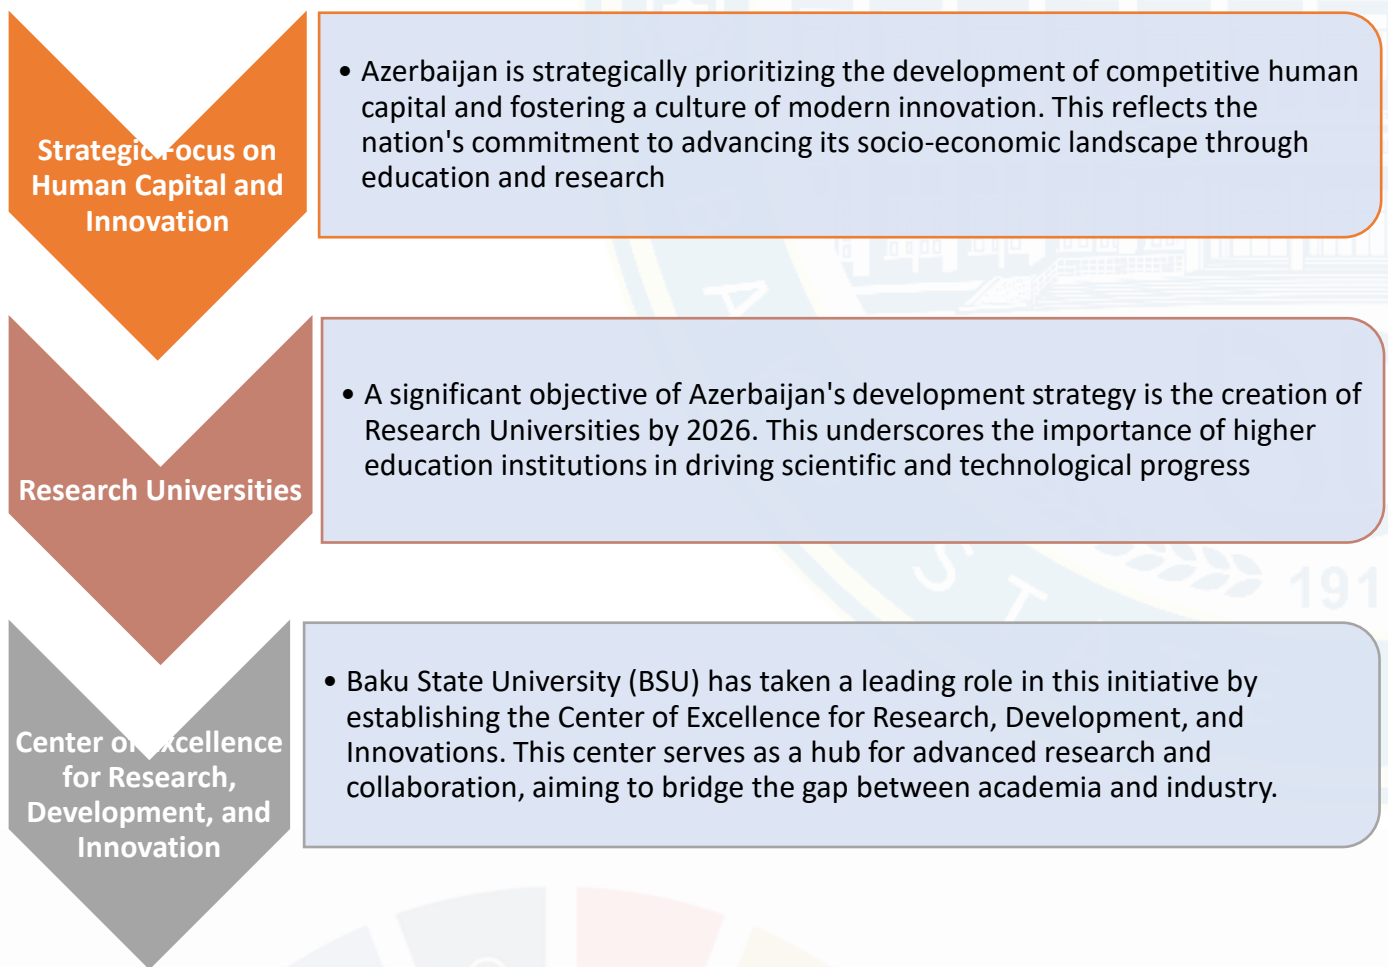 Strategic Focus on
Human Capital and
Innovation
• Azerbaijan is strategically prioritizing the development of competitive human
capital and fostering a culture of modern innovation. This reflects the
nation's commitment to advancing its socio-economic landscape through
education and research
Research Universities
• A significant objective of Azerbaijan's development strategy is the creation of
Research Universities by 2026. This underscores the importance of higher
education institutions in driving scientific and technological progress
Center of Excellence
for Research,
Development, and
Innovation
• Baku State University (BSU) has taken a leading role in this initiative by
establishing the Center of Excellence for Research, Development, and
Innovations. This center serves as a hub for advanced research and
collaboration, aiming to bridge the gap between academia and industry.